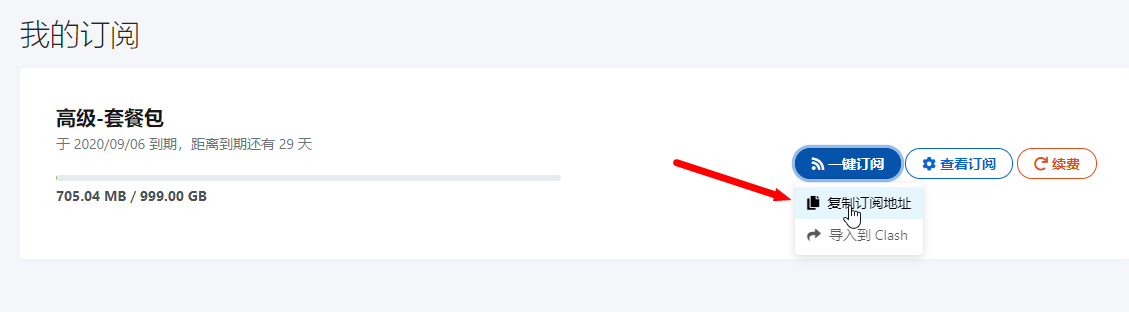 我的订阅
高级-套餐包
于 2020/09/06 到期，距离到期还有 29 天
705.04 MB / 999.00 GB
一键订阅 查看订阅 续费
复制订阅地址
导入到 Clash